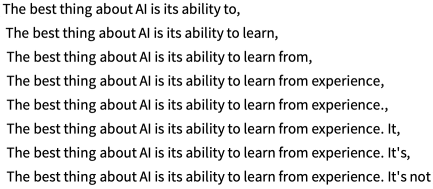 The best thing about AI is its ability to,
The best thing about AI is its ability to learn,
The best thing about AI is its ability to learn from,
The best thing about AI is its ability to learn from experience,
The best thing about AI is its ability to learn from experience.,
The best thing about AI is its ability to learn from experience. It,
The best thing about AI is its ability to learn from experience. It's,
The best thing about AI is its ability to learn from experience. It's not